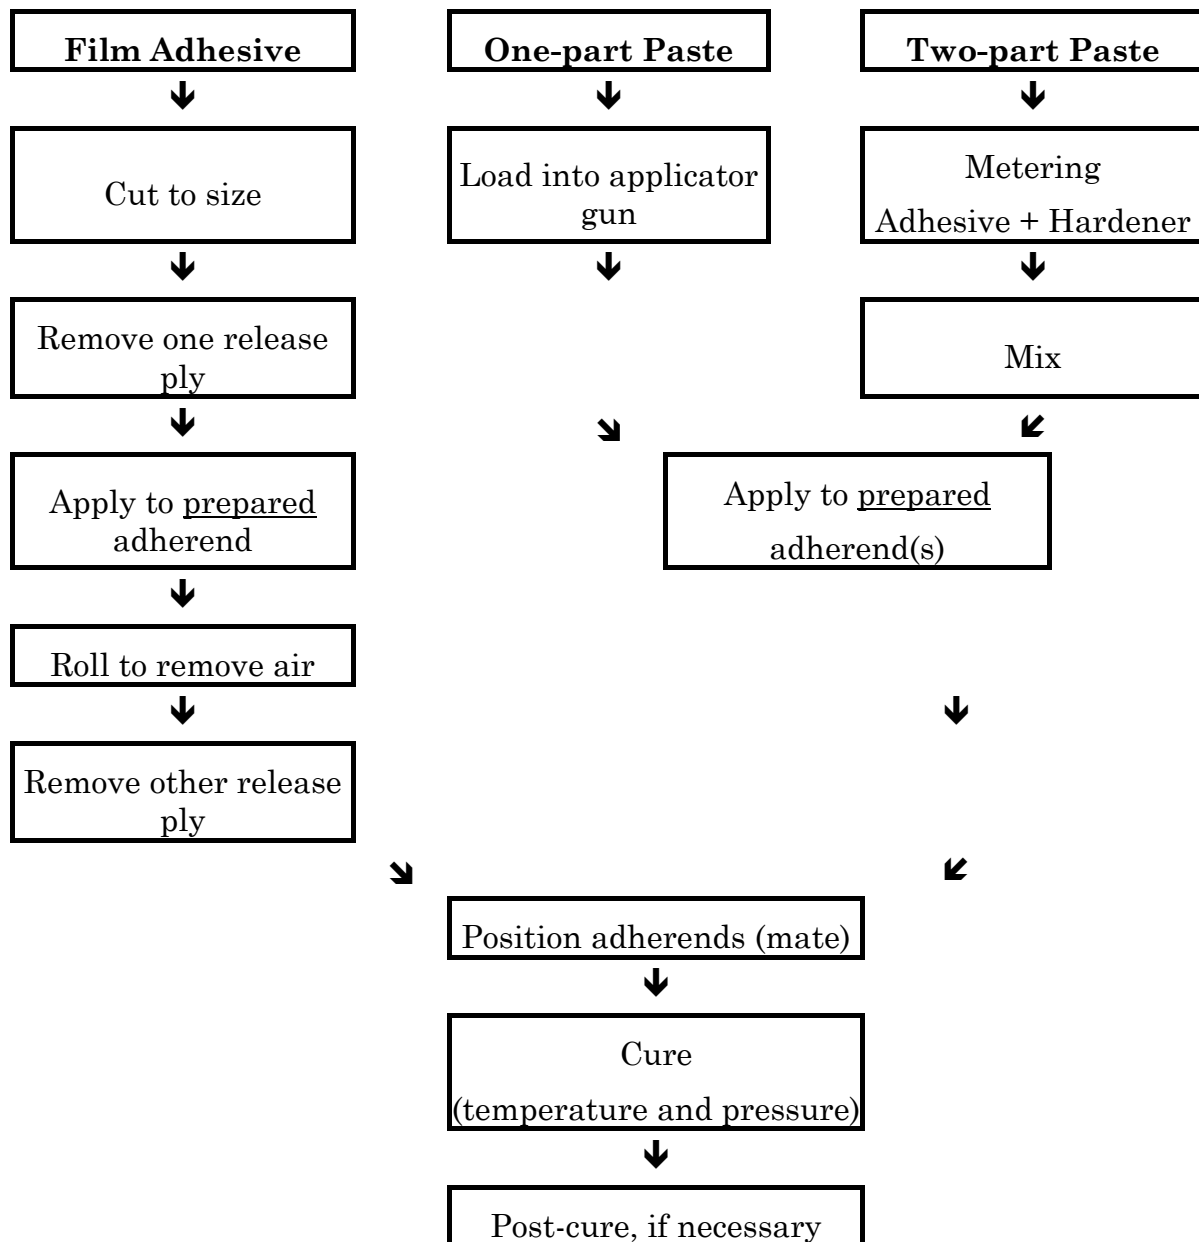 Film Adhesive
One-part Paste
Two-part Paste
Cut to size
Load into applicator
gun
Metering
Adhesive + Hardener
Remove one release
ply
Mix
Apply to prepared
adherend
Apply to prepared
adherend(s)
Roll to remove air
Remove other release
ply
Position adherends (mate)
Cure
(temperature and pressure)
Post-cure, if necessary